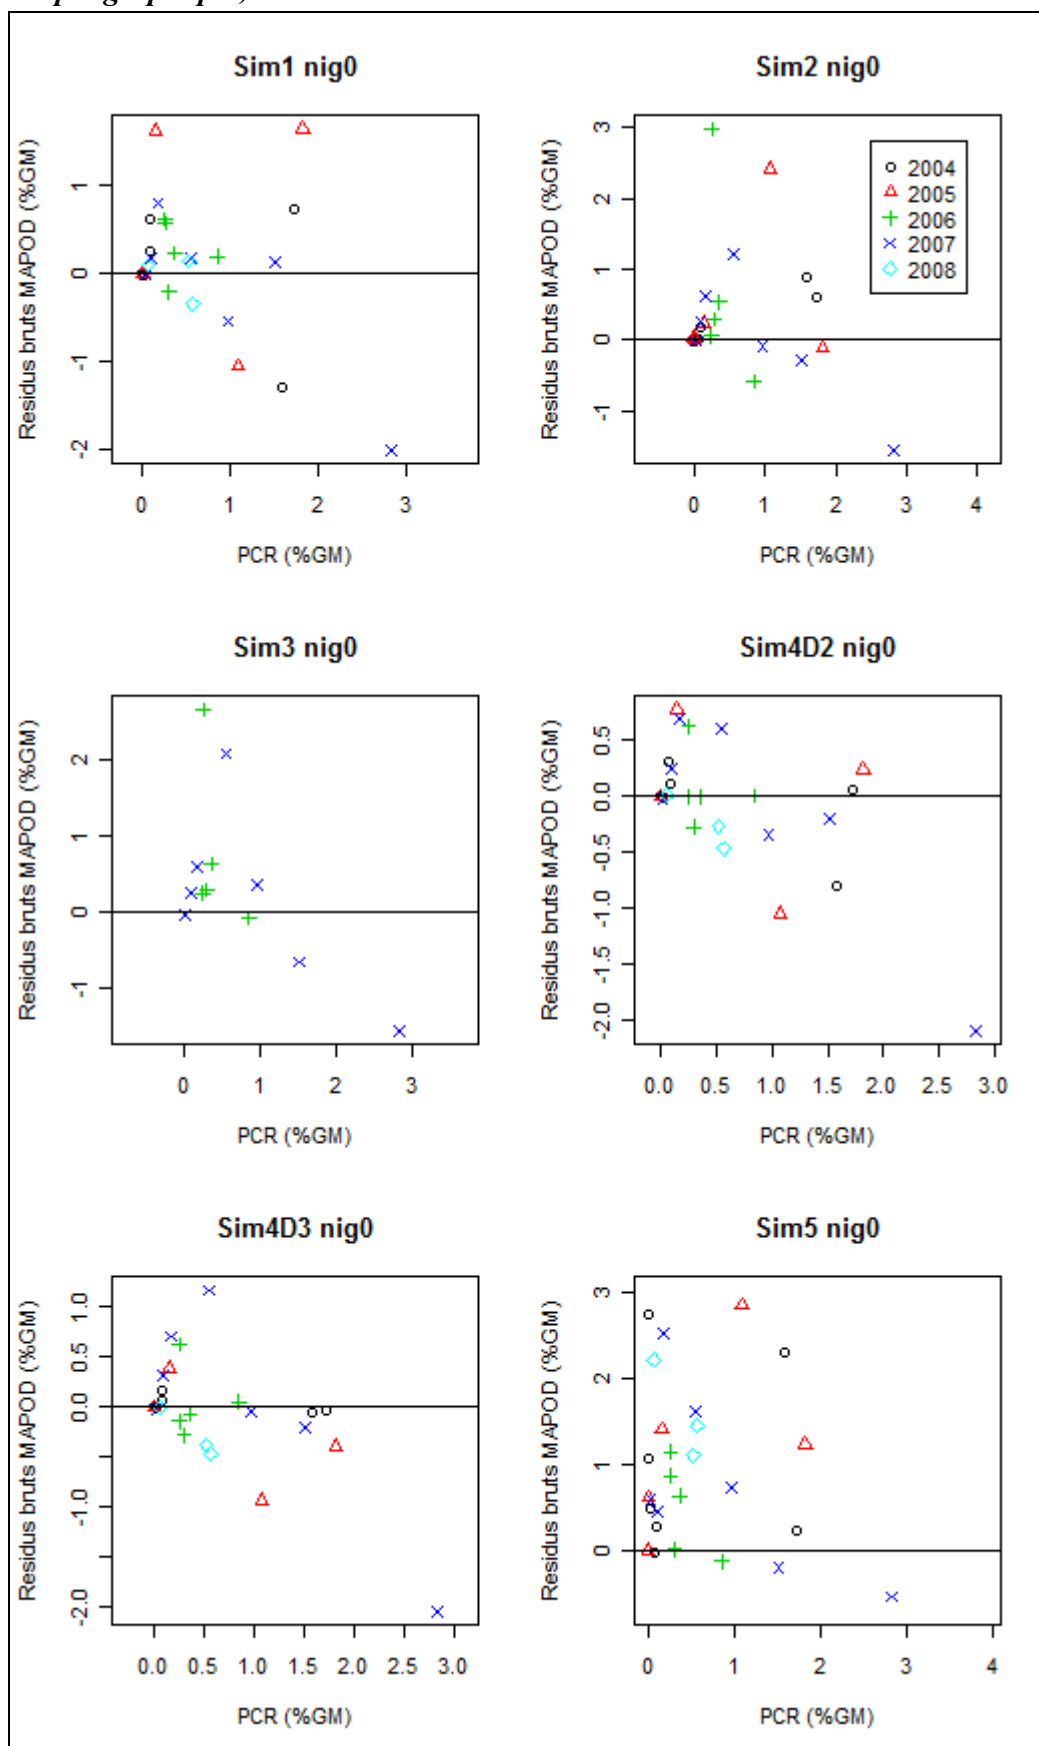 Sim1 nig0
Residus bruts MAPOD (%GM)
1
0
-1
-2
0 1 2 3
PCR (%GM)
Sim2 nig0
Residus bruts MAPOD (%GM)
3
2
1
0
-1
2004
2005
2006
2007
2008
0 1 2 3 4
PCR (%GM)
Sim3 nig0
Residus bruts MAPOD (%GM)
2
1
0
-1
0 1 2 3
PCR (%GM)
Sim4D2 nig0
Residus bruts MAPOD (%GM)
0.5
0.0
-0.5
-1.0
-1.5
-2.0
0.0 0.5 1.0 1.5 2.0 2.5 3.0
PCR (%GM)
Sim4D3 nig0
Residus bruts MAPOD (%GM)
1.0
0.5
0.0
-1.0
-2.0
0.0 0.5 1.0 1.5 2.0 2.5 3.0
PCR (%GM)
Sim5 nig0
Residus bruts MAPOD (%GM)
3
2
1
0
0 1 2 3 4
PCR (%GM)